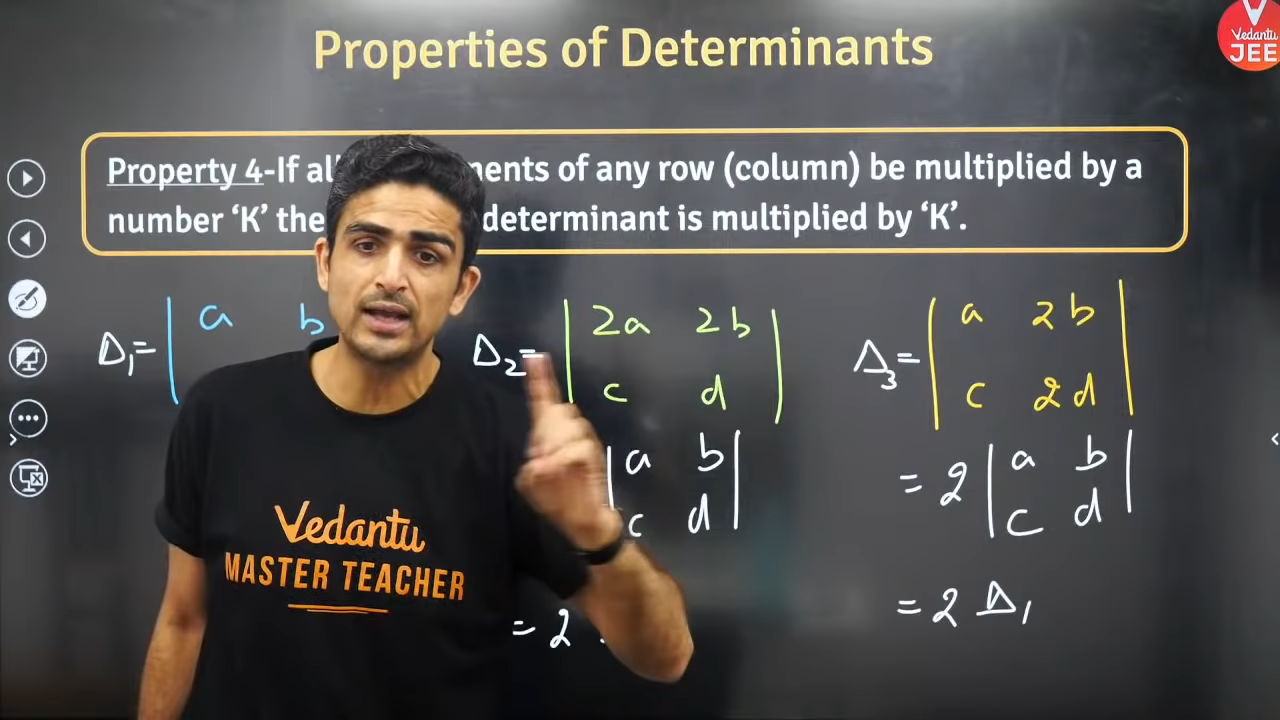 Properties of Determinants
Vedantu
JEE
Property 4-If al ments of any row (column) be multiplied by a
number ‘K’ the determinant is multiplied by ‘K’.
Δ₁= | a b
Δ₂= | 2a 2b |
| c d |
| a b |
| c d |
= 2
Δ₃= | a 2b |
| c 2d |
= 2 | a b |
| c d |
= 2 Δ₁
Vedantu
MASTER TEACHER